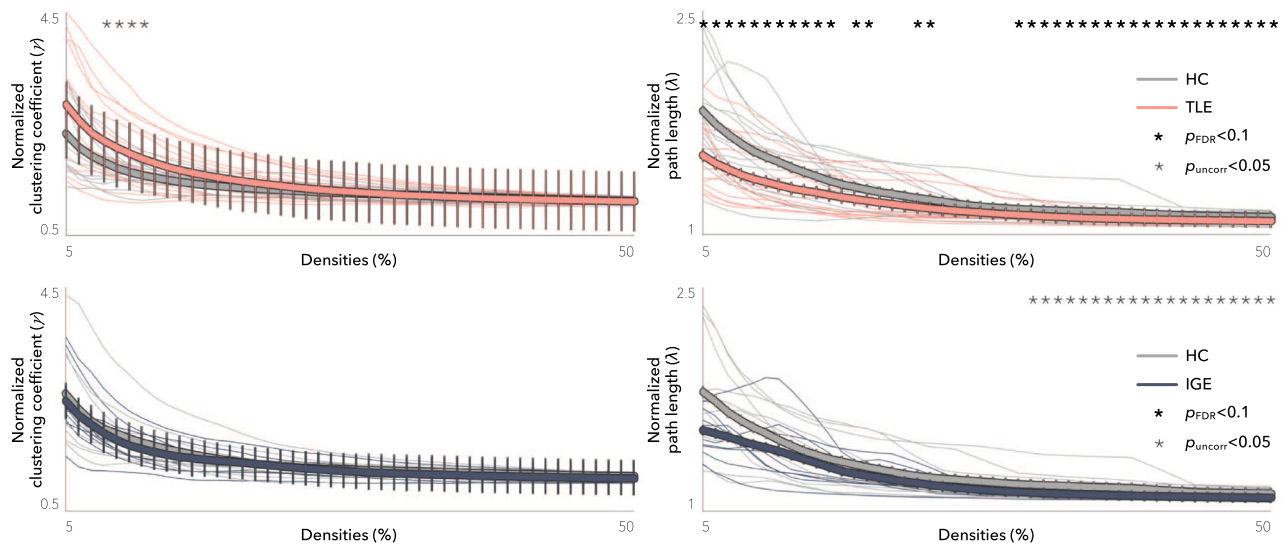 4.5
****
Normalized
clustering coefficient (γ)
0.5
5
50
Densities (%)
2.5
*********** ** ** **********************
Normalized
path length (λ)
HC
TLE
* pFDR<0.1
* puncorr<0.05
1
5
50
Densities (%)
4.5
Normalized
clustering coefficient (γ)
0.5
5
50
Densities (%)
2.5
*********************
Normalized
path length (λ)
HC
IGE
* pFDR<0.1
* puncorr<0.05
1
5
50
Densities (%)